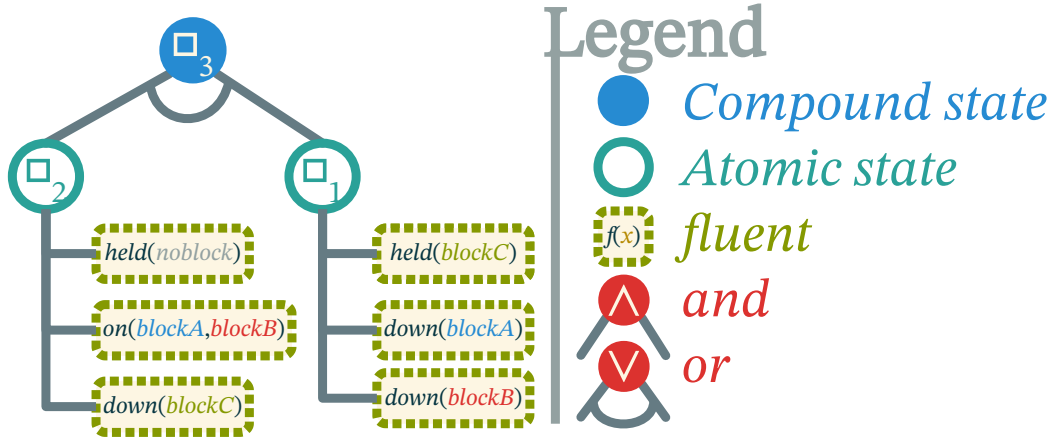 □3
□2
□1
held(noblock)
on(blockA,blockB)
down(blockC)
held(blockC)
down(blockA)
down(blockB)
Legend
Compound state
Atomic state
f(x) fluent
∧ and
∨ or